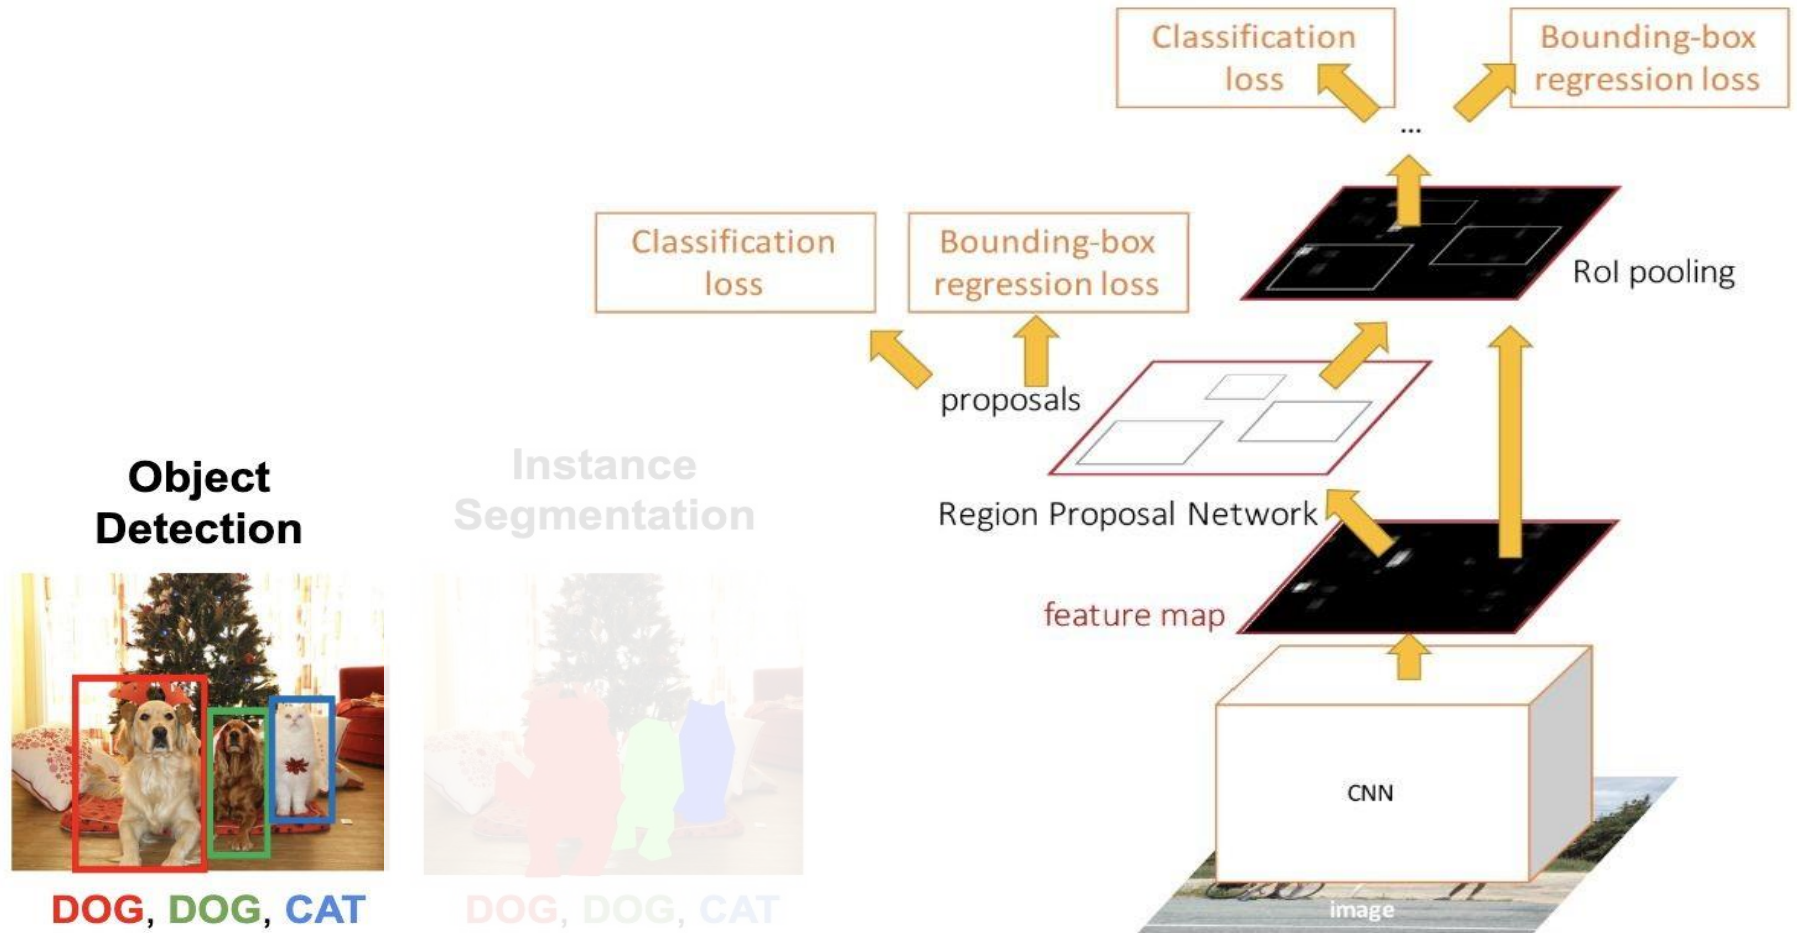 Classification
loss
Bounding-box
regression loss
...
Classification
loss
Bounding-box
regression loss
RoI pooling
proposals
Region Proposal Network
feature map
CNN
image
Object
Detection
Instance
Segmentation
DOG, DOG, CAT
DOG, DOG, CAT